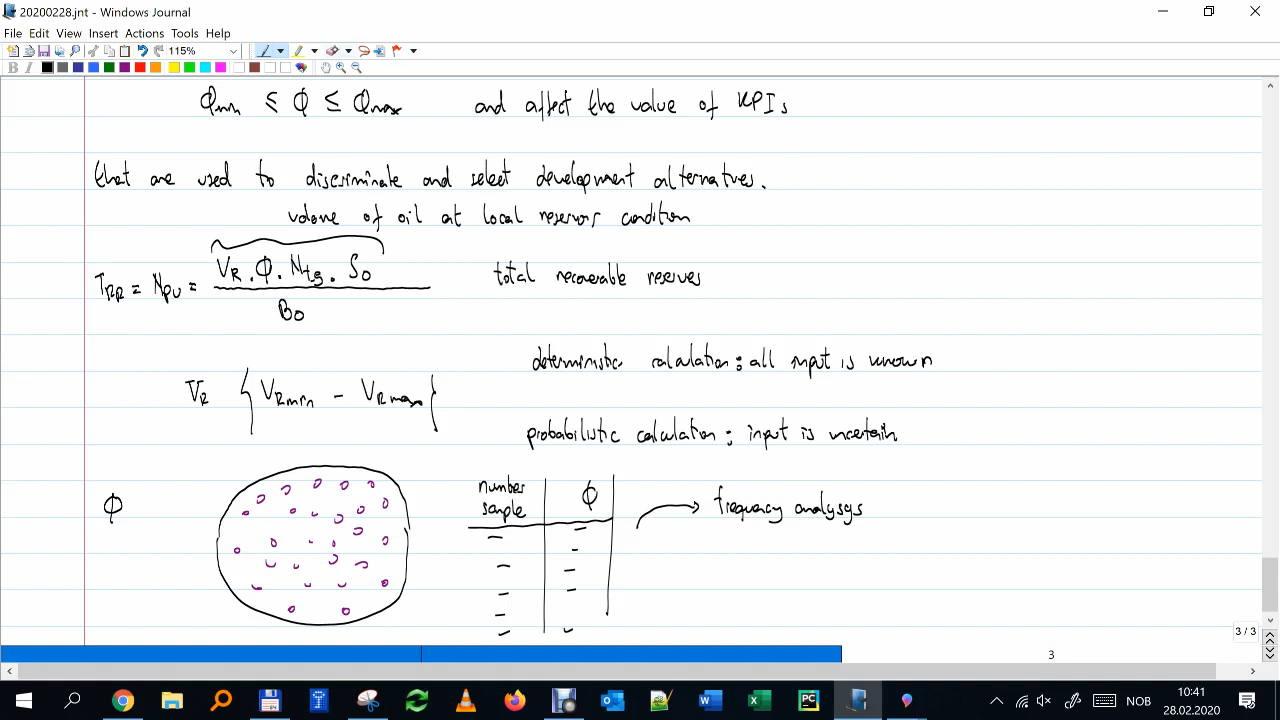 20200228.jnt - Windows Journal
File Edit View Insert Actions Tools Help
115%
B I
Φmin ≤ Φ ≤ Φmax and affect the value of KPIs
that are used to discriminate and select development alternatives.
volume of oil at local reservoir condition
TRR = Npu = VR . Φ . Ntg . So / Bo total recoverable reserves
deterministic calculation : all input is known
VR { VRmin - VRmax }
probabilistic calculation : input is uncertain
Φ
number sample Φ
frequency analysys
3 / 3
3
NOB
10:41
28.02.2020